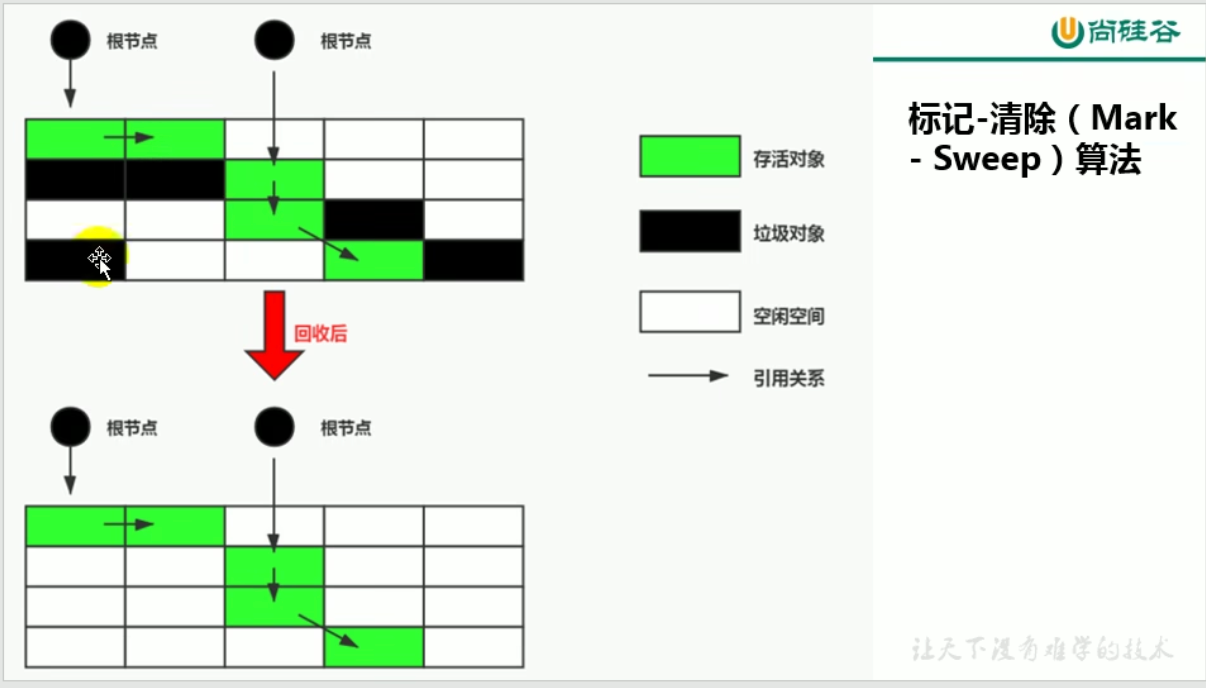 尚硅谷
根节点
根节点
标记-清除（Mark
- Sweep）算法
存活对象
垃圾对象
回收后
空闲空间
引用关系
根节点
根节点
让天下没有难学的技术